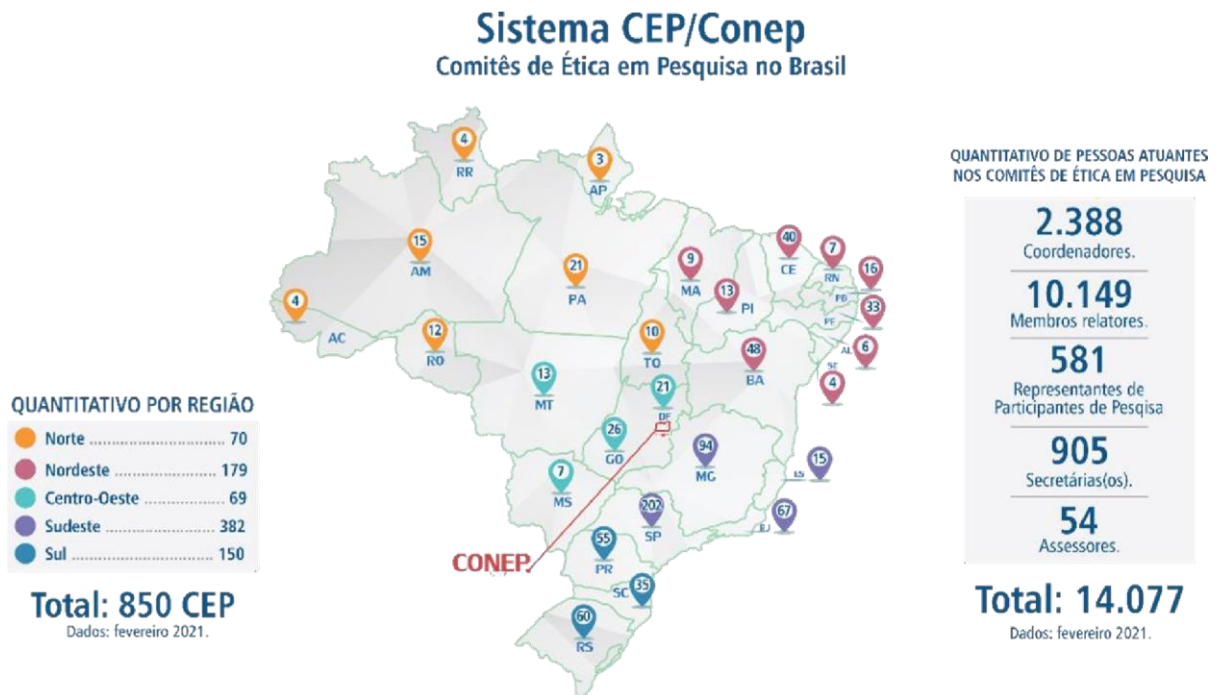 Sistema CEP/Conep
Comitês de Ética em Pesquisa no Brasil
4
RR
3
AP
15
AM
21
PA
4
AC
12
RO
10
TO
9
MA
13
PI
40
CE
7
RN
16
PB
33
PE
6
AL
4
SE
48
BA
13
MT
21
DF
26
GO
7
MS
94
MG
15
ES
67
RJ
202
SP
55
PR
35
SC
60
RS
CONEP
QUANTITATIVO POR REGIÃO
Norte ................................. 70
Nordeste ......................... 179
Centro-Oeste ..................... 69
Sudeste ........................... 382
Sul .................................. 150
Total: 850 CEP
Dados: fevereiro 2021.
QUANTITATIVO DE PESSOAS ATUANTES
NOS COMITÊS DE ÉTICA EM PESQUISA
2.388
Coordenadores.
10.149
Membros relatores.
581
Representantes de
Participantes de Pesqisa
905
Secretárias(os).
54
Assessores.
Total: 14.077
Dados: fevereiro 2021.